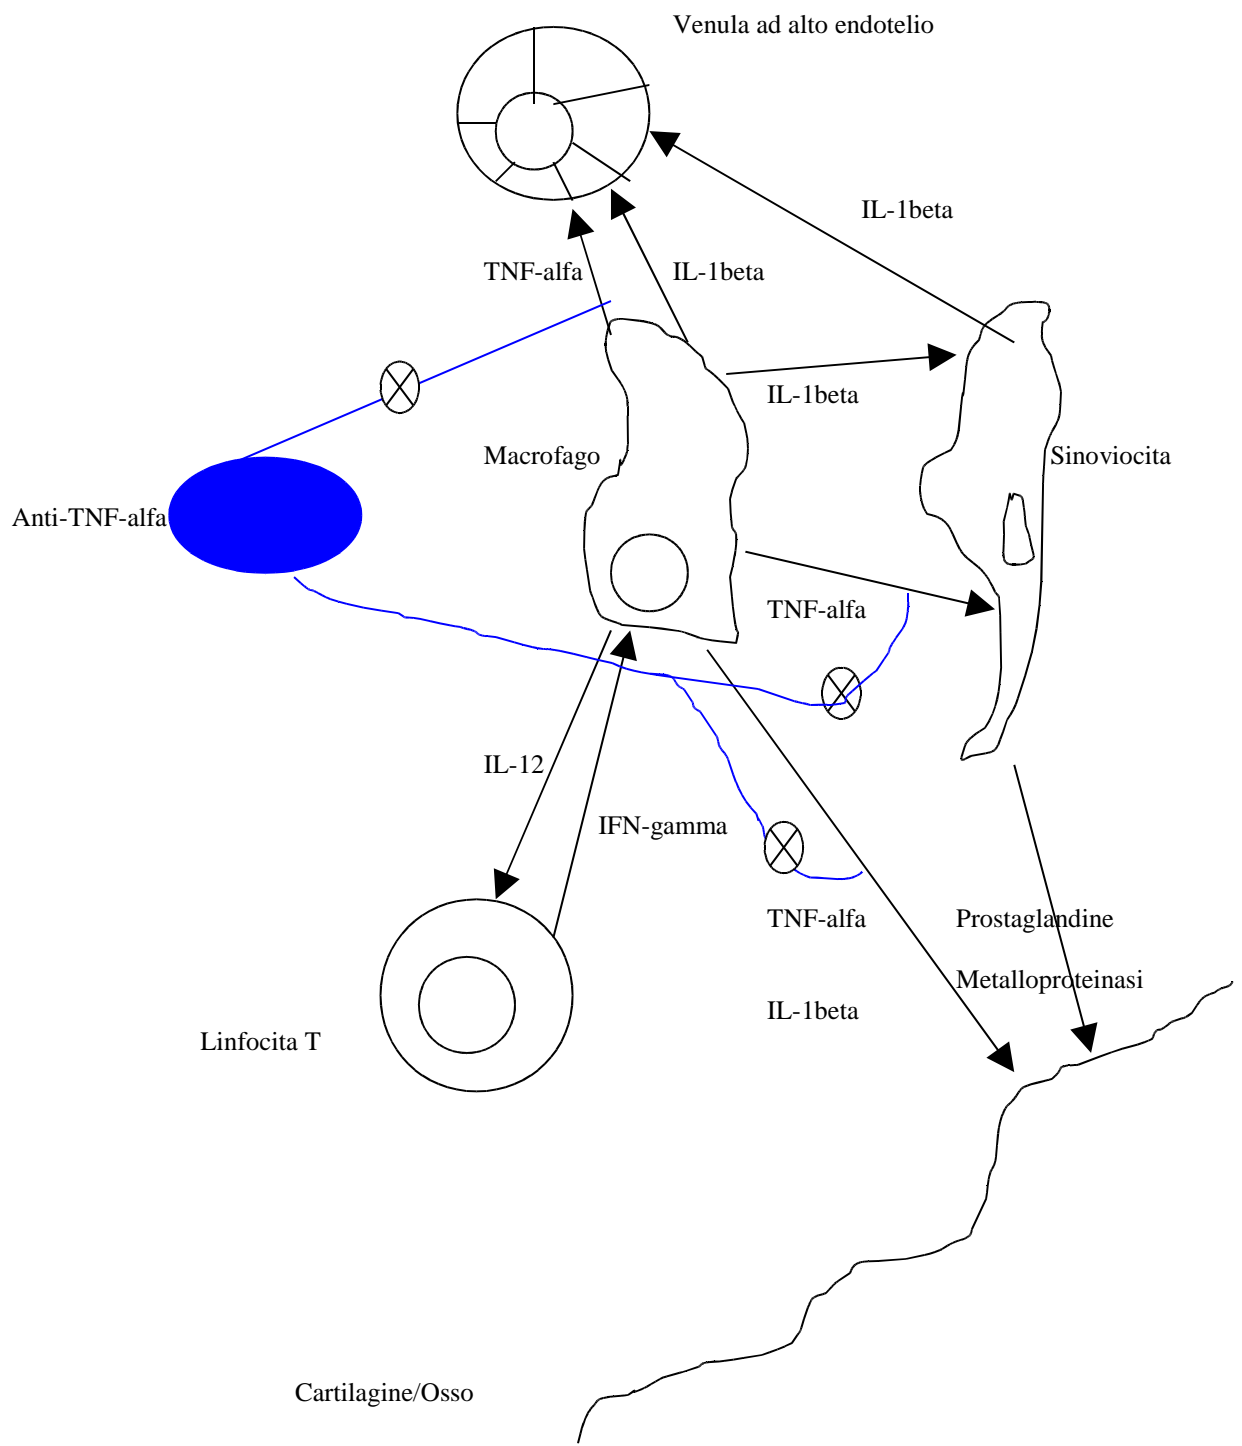 Venula ad alto endotelio
IL-1beta
TNF-alfa
IL-1beta
IL-1beta
Macrofago
Sinoviocita
Anti-TNF-alfa
TNF-alfa
IL-12
IFN-gamma
TNF-alfa
Prostaglandine
Metalloproteinasi
IL-1beta
Linfocita T
Cartilagine/Osso